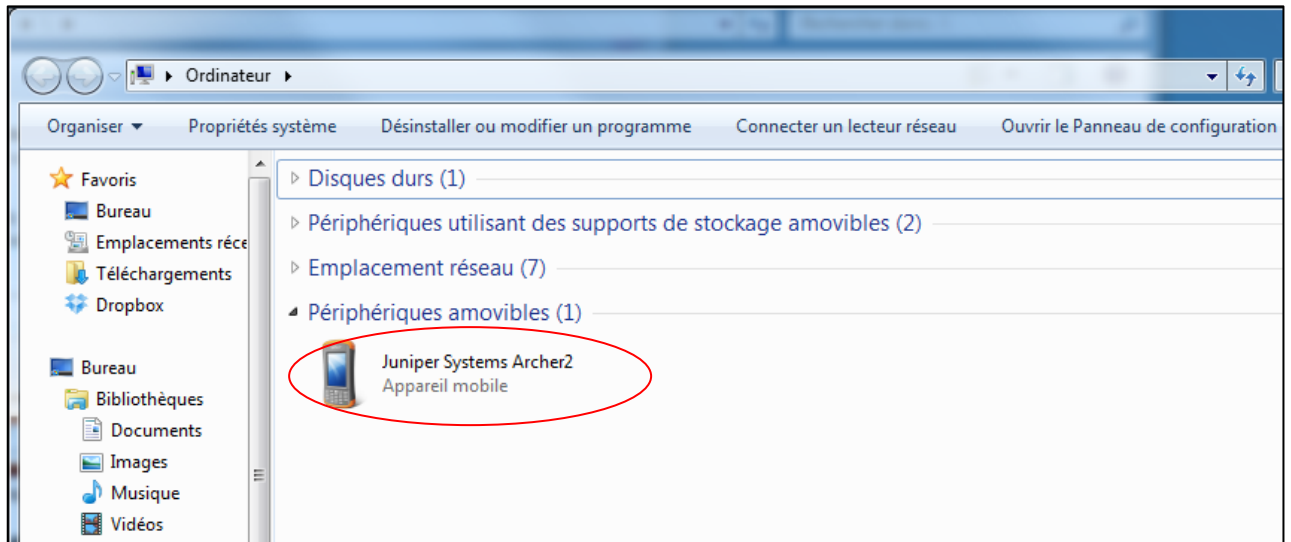 Ordinateur
Organiser Propriétés système Désinstaller ou modifier un programme Connecter un lecteur réseau Ouvrir le Panneau de configuration
Favoris
Bureau
Emplacements réce
Téléchargements
Dropbox
Bureau
Bibliothèques
Documents
Images
Musique
Vidéos
Disques durs (1)
Périphériques utilisant des supports de stockage amovibles (2)
Emplacement réseau (7)
Périphériques amovibles (1)
Juniper Systems Archer2
Appareil mobile